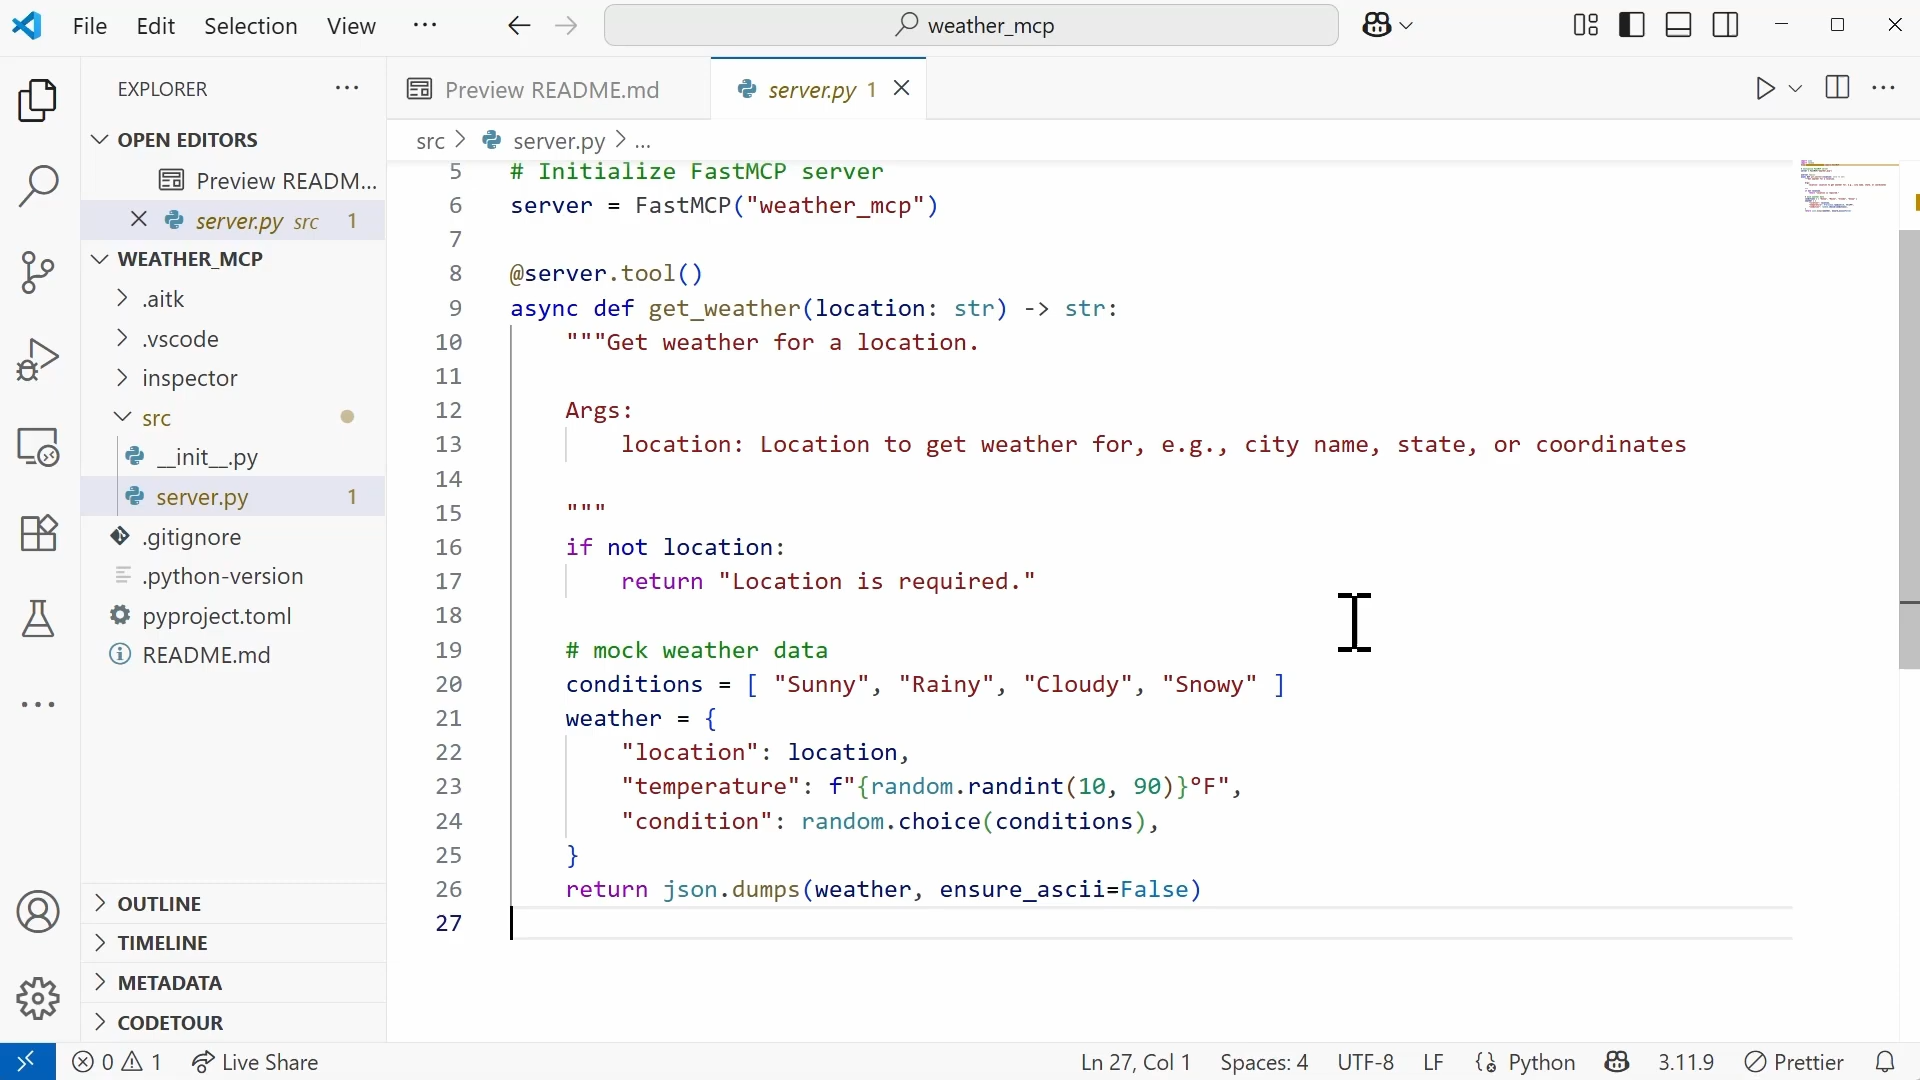 File Edit Selection View ···
weather_mcp
EXPLORER
OPEN EDITORS
Preview READM...
server.py src 1
WEATHER_MCP
.aitk
.vscode
inspector
src
__init__.py
server.py 1
.gitignore
.python-version
pyproject.toml
README.md
OUTLINE
TIMELINE
METADATA
CODETOUR
Preview README.md
server.py 1
src > server.py > ...
5 # Initialize FastMCP server
6 server = FastMCP("weather_mcp")
7
8 @server.tool()
9 async def get_weather(location: str) -> str:
10 """Get weather for a location.
11
12 Args:
13 location: Location to get weather for, e.g., city name, state, or coordinates
14
15 """
16 if not location:
17 return "Location is required."
18
19 # mock weather data
20 conditions = [ "Sunny", "Rainy", "Cloudy", "Snowy" ]
21 weather = {
22 "location": location,
23 "temperature": f"{random.randint(10, 90)}°F",
24 "condition": random.choice(conditions),
25 }
26 return json.dumps(weather, ensure_ascii=False)
27
0 1 Live Share
Ln 27, Col 1 Spaces: 4 UTF-8 LF Python 3.11.9 Prettier